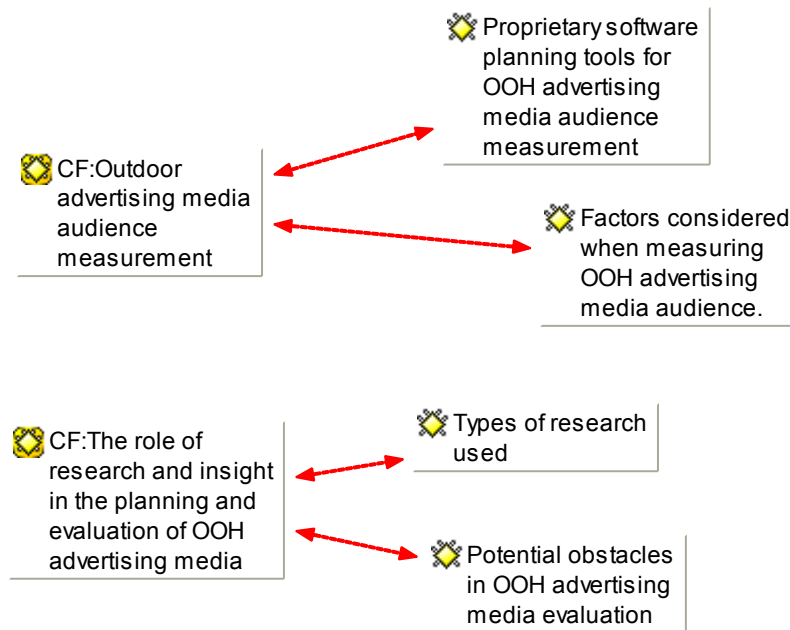 Proprietary software
planning tools for
OOH advertising
media audience
measurement
CF:Outdoor
advertising media
audience
measurement
Factors considered
when measuring
OOH advertising
media audience.
CF:The role of
research and insight
in the planning and
evaluation of OOH
advertising media
Types of research
used
Potential obstacles
in OOH advertising
media evaluation